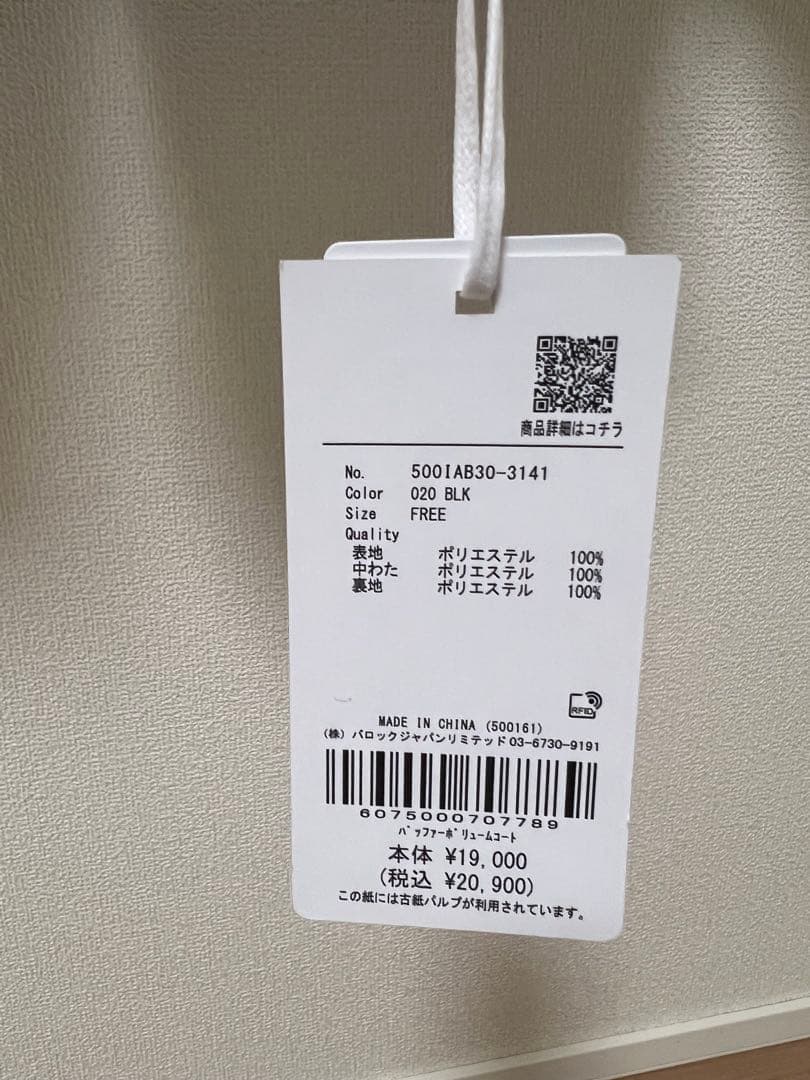 商品詳細はコチラ
No. 500IAB30-3141
Color 020 BLK
Size FREE
Quality
表地 ポリエステル 100%
中わた ポリエステル 100%
裏地 ポリエステル 100%
RFID
MADE IN CHINA (500161)
(株) バロックジャパンリミテッド 03-6730-9191
6075000707789
ﾊﾟｯﾌｧｰﾎﾞﾘｭｰﾑｺｰﾄ
本体 ¥19,000
(税込 ¥20,900)
この紙には古紙パルプが利用されています。